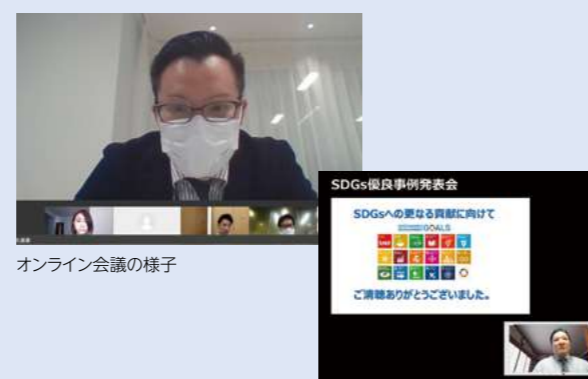 オンライン会議の様子
SDGs優良事例発表会
SDGsへの更なる貢献に向けて
GOALS
ご清聴ありがとうございました。